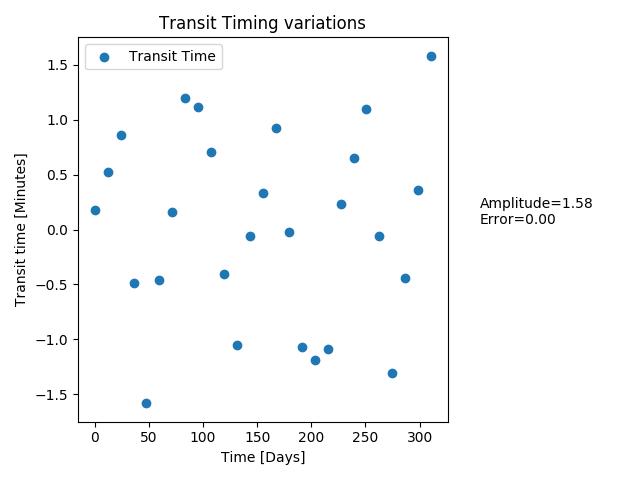 Transit Timing variations
Transit Time
1.5
1.0
0.5
0.0
−0.5
−1.0
−1.5
Transit time [Minutes]
0 50 100 150 200 250 300
Time [Days]
Amplitude=1.58
Error=0.00